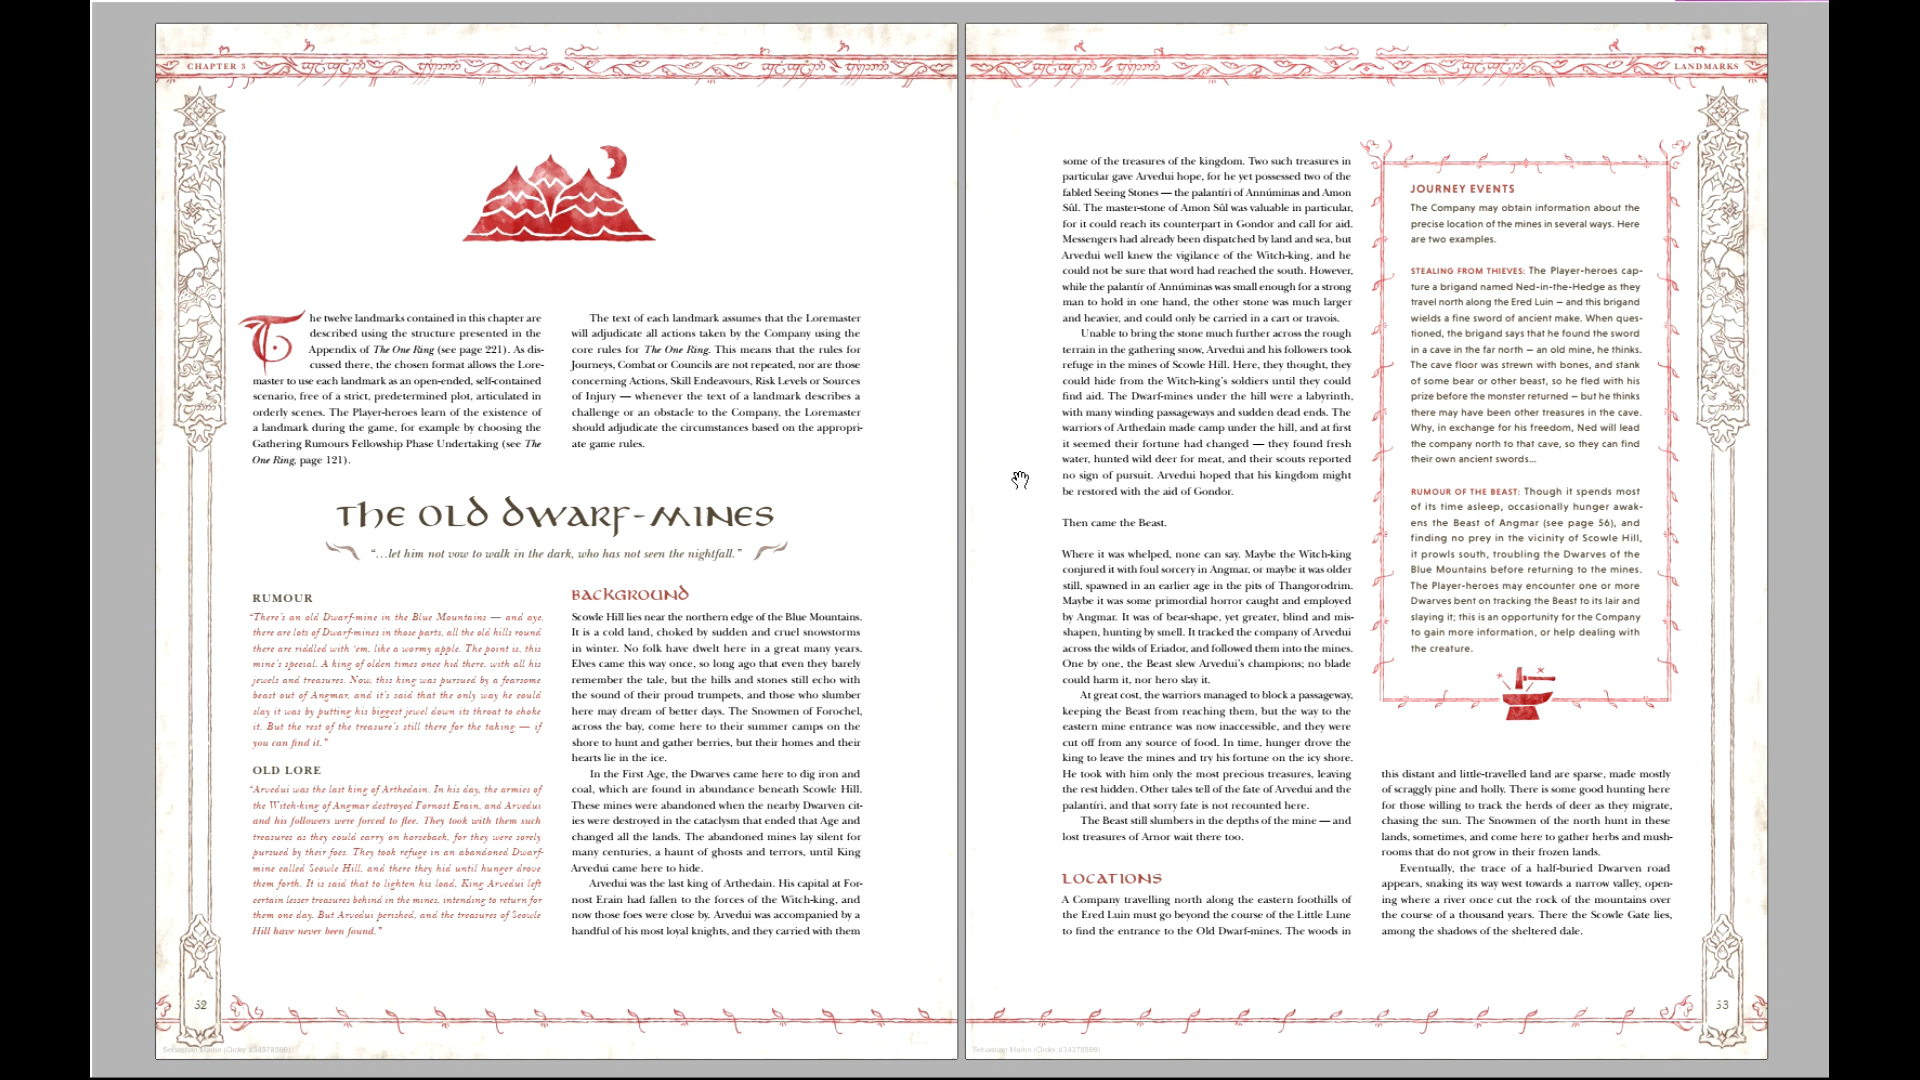 CHAPTER 3
The twelve landmarks contained in this chapter are
described using the structure presented in the
Appendix of The One Ring (see page 221). As dis-
cussed there, the chosen format allows the Lore-
master to use each landmark as an open-ended, self-contained
scenario, free of a strict, predetermined plot, articulated in
orderly scenes. The Player-heroes learn of the existence of
a landmark during the game, for example by choosing the
Gathering Rumours Fellowship Phase Undertaking (see The
One Ring, page 121).
The text of each landmark assumes that the Loremaster
will adjudicate all actions taken by the Company using the
core rules for The One Ring. This means that the rules for
Journeys, Combat or Councils are not repeated, nor are those
concerning Actions, Skill Endeavours, Risk Levels or Sources
of Injury — whenever the text of a landmark describes a
challenge or an obstacle to the Company, the Loremaster
should adjudicate the circumstances based on the appropri-
ate game rules.
THE OLD DWARF-MINES
“…let him not vow to walk in the dark, who has not seen the nightfall.”
RUMOUR
“There’s an old Dwarf-mine in the Blue Mountains — and aye,
there are lots of Dwarf-mines in those parts, all the old hills round
there are riddled with ’em, like a wormy apple. The point is, this
mine’s special. A king of olden times once hid there, with all his
jewels and treasures. Now, this king was pursued by a fearsome
beast out of Angmar, and it’s said that the only way he could
slay it was by putting his biggest jewel down its throat to choke
it. But the rest of the treasure’s still there for the taking — if
you can find it.”
OLD LORE
“Arvedui was the last king of Arthedain. In his day, the armies of
the Witch-king of Angmar destroyed Fornost Erain, and Arvedui
and his followers were forced to flee. They took with them such
treasures as they could carry on horseback, for they were sorely
pursued by their foes. They took refuge in an abandoned Dwarf-
mine called Scowle Hill, and there they hid until hunger drove
them forth. It is said that to lighten his load, King Arvedui left
certain lesser treasures behind in the mines, intending to return for
them one day. But Arvedui perished, and the treasures of Scowle
Hill have never been found.”
BACKGROUND
Scowle Hill lies near the northern edge of the Blue Mountains.
It is a cold land, choked by sudden and cruel snowstorms
in winter. No folk have dwelt here in a great many years.
Elves came this way once, so long ago that even they barely
remember the tale, but the hills and stones still echo with
the sound of their proud trumpets, and those who slumber
here may dream of better days. The Snowmen of Forochel,
across the bay, come here to their summer camps on the
shore to hunt and gather berries, but their homes and their
hearts lie in the ice.
In the First Age, the Dwarves came here to dig iron and
coal, which are found in abundance beneath Scowle Hill.
These mines were abandoned when the nearby Dwarven cit-
ies were destroyed in the cataclysm that ended that Age and
changed all the lands. The abandoned mines lay silent for
many centuries, a haunt of ghosts and terrors, until King
Arvedui came here to hide.
Arvedui was the last king of Arthedain. His capital at For-
nost Erain had fallen to the forces of the Witch-king, and
now those foes were close by. Arvedui was accompanied by a
handful of his most loyal knights, and they carried with them
52
Sebastian Martin (Order #34378599)
LANDMARKS
some of the treasures of the kingdom. Two such treasures in
particular gave Arvedui hope, for he yet possessed two of the
fabled Seeing Stones — the palantíri of Annúminas and Amon
Sûl. The master-stone of Amon Sûl was valuable in particular,
for it could reach its counterpart in Gondor and call for aid.
Messengers had already been dispatched by land and sea, but
Arvedui well knew the vigilance of the Witch-king, and he
could not be sure that word had reached the south. However,
while the palantír of Annúminas was small enough for a strong
man to hold in one hand, the other stone was much larger
and heavier, and could only be carried in a cart or travois.
Unable to bring the stone much further across the rough
terrain in the gathering snow, Arvedui and his followers took
refuge in the mines of Scowle Hill. Here, they thought, they
could hide from the Witch-king’s soldiers until they could
find aid. The Dwarf-mines under the hill were a labyrinth,
with many winding passageways and sudden dead ends. The
warriors of Arthedain made camp under the hill, and at first
it seemed their fortune had changed — they found fresh
water, hunted wild deer for meat, and their scouts reported
no sign of pursuit. Arvedui hoped that his kingdom might
be restored with the aid of Gondor.
Then came the Beast.
Where it was whelped, none can say. Maybe the Witch-king
conjured it with foul sorcery in Angmar, or maybe it was older
still, spawned in an earlier age in the pits of Thangorodrim.
Maybe it was some primordial horror caught and employed
by Angmar. It was of bear-shape, yet greater, blind and mis-
shapen, hunting by smell. It tracked the company of Arvedui
across the wilds of Eriador, and followed them into the mines.
One by one, the Beast slew Arvedui’s champions; no blade
could harm it, nor hero slay it.
At great cost, the warriors managed to block a passageway,
keeping the Beast from reaching them, but the way to the
eastern mine entrance was now inaccessible, and they were
cut off from any source of food. In time, hunger drove the
king to leave the mines and try his fortune on the icy shore.
He took with him only the most precious treasures, leaving
the rest hidden. Other tales tell of the fate of Arvedui and the
palantíri, and that sorry fate is not recounted here.
The Beast still slumbers in the depths of the mine — and
lost treasures of Arnor wait there too.
LOCATIONS
A Company travelling north along the eastern foothills of
the Ered Luin must go beyond the course of the Little Lune
to find the entrance to the Old Dwarf-mines. The woods in
JOURNEY EVENTS
The Company may obtain information about the
precise location of the mines in several ways. Here
are two examples.
STEALING FROM THIEVES: The Player-heroes cap-
ture a brigand named Ned-in-the-Hedge as they
travel north along the Ered Luin — and this brigand
wields a fine sword of ancient make. When ques-
tioned, the brigand says that he found the sword
in a cave in the far north — an old mine, he thinks.
The cave floor was strewn with bones, and stank
of some bear or other beast, so he fled with his
prize before the monster returned — but he thinks
there may have been other treasures in the cave.
Why, in exchange for his freedom, Ned will lead
the company north to that cave, so they can find
their own ancient swords...
RUMOUR OF THE BEAST: Though it spends most
of its time asleep, occasionally hunger awak-
ens the Beast of Angmar (see page 56), and
finding no prey in the vicinity of Scowle Hill,
it prowls south, troubling the Dwarves of the
Blue Mountains before returning to the mines.
The Player-heroes may encounter one or more
Dwarves bent on tracking the Beast to its lair and
slaying it; this is an opportunity for the Company
to gain more information, or help dealing with
the creature.
this distant and little-travelled land are sparse, made mostly
of scraggly pine and holly. There is some good hunting here
for those willing to track the herds of deer as they migrate,
chasing the sun. The Snowmen of the north hunt in these
lands, sometimes, and come here to gather herbs and mush-
rooms that do not grow in their frozen lands.
Eventually, the trace of a half-buried Dwarven road
appears, snaking its way west towards a narrow valley, open-
ing where a river once cut the rock of the mountains over
the course of a thousand years. There the Scowle Gate lies,
among the shadows of the sheltered dale.
53
Sebastian Martin (Order #34378599)